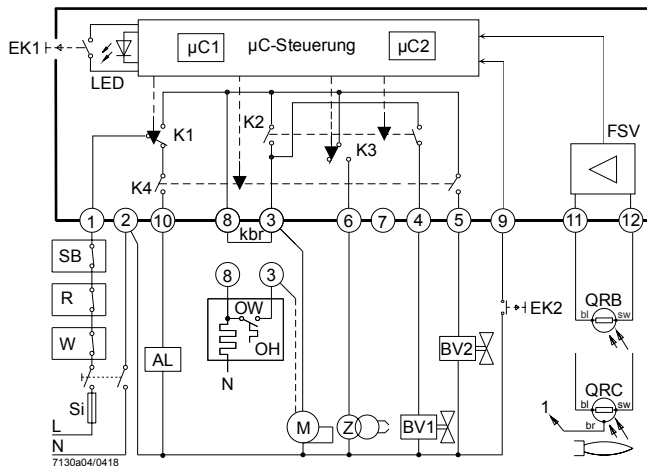 µC1 µC-Steuerung µC2
EK1
LED
FSV
K1 K2
K3
K4
1 2 10 8 3 6 7 4 5 9 11 12
kbr
SB
8 3
bl QRB sw
R
OW
EK2
W
AL
OH
BV2
N
QRC
bl sw
1 br
Si
L
M Z BV1
N
7130a04/0418